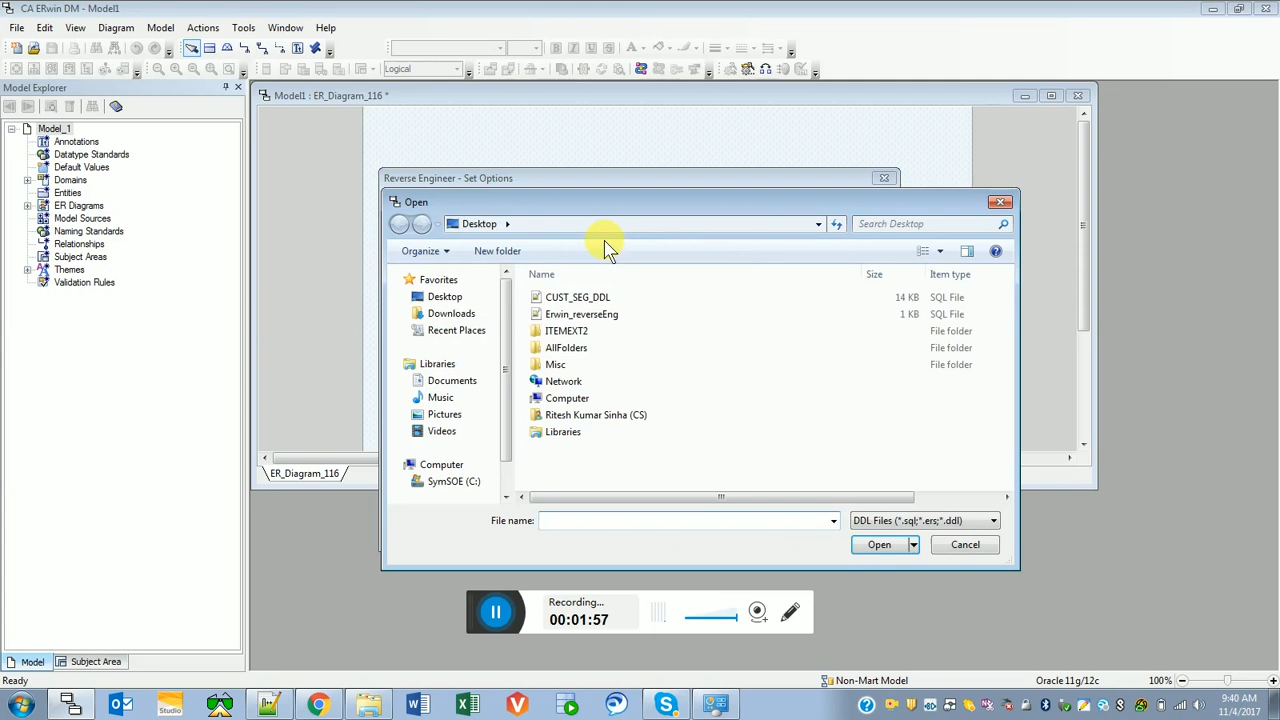 CA ERwin DM - Model1
File Edit View Diagram Model Actions Tools Window Help
Logical
Model Explorer
Model_1
Annotations
Datatype Standards
Default Values
Domains
Entities
ER Diagrams
Model Sources
Naming Standards
Relationships
Subject Areas
Themes
Validation Rules
Model1 : ER_Diagram_116 *
Reverse Engineer - Set Options
Open
Desktop
Search Desktop
Organize New folder
Favorites
Desktop
Downloads
Recent Places
Libraries
Documents
Music
Pictures
Videos
Computer
SymSOE (C:)
Name Size Item type
CUST_SEG_DDL 14 KB SQL File
Erwin_reverseEng 1 KB SQL File
ITEMEXT2 File folder
AllFolders File folder
Misc File folder
Network
Computer
Ritesh Kumar Sinha (CS)
Libraries
File name: DDL Files (*.sql;*.ers;*.ddl)
Open Cancel
ER_Diagram_116
Recording...
00:01:57
Model Subject Area
Ready Non-Mart Model Oracle 11g/12c 100%
Studio
9:40 AM
11/4/2017